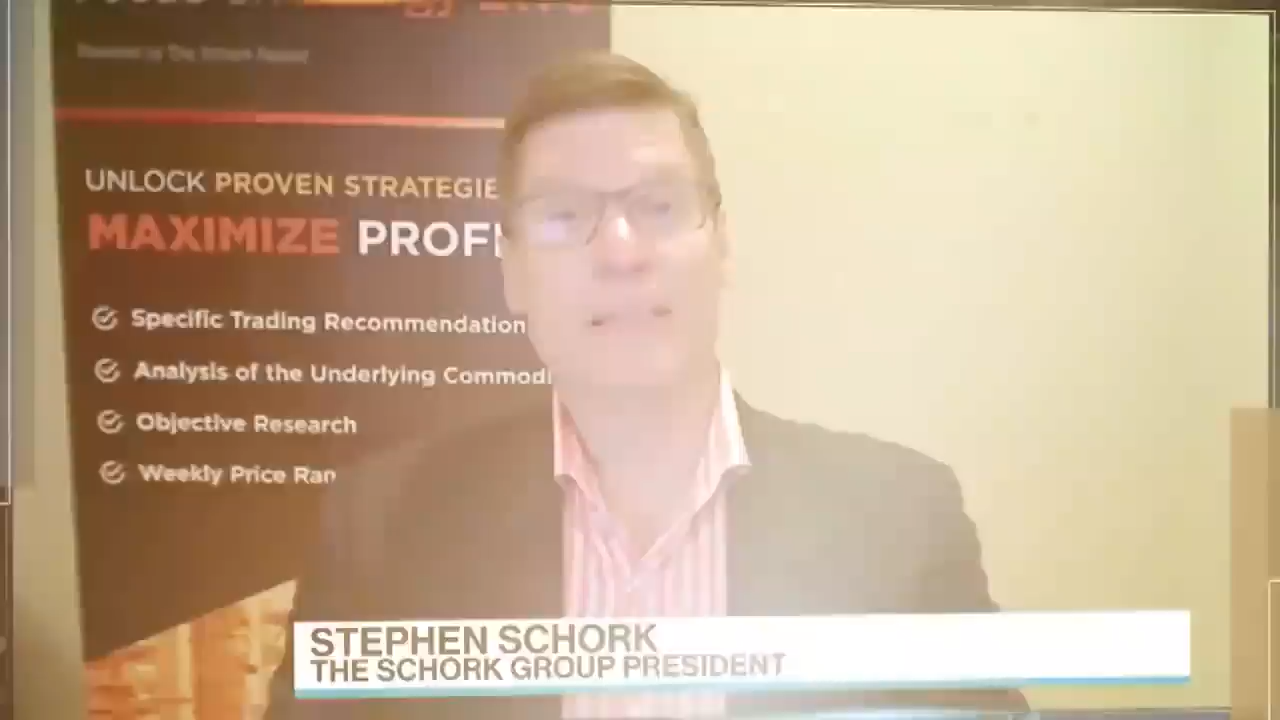 UNLOCK PROVEN STRATEGIE
MAXIMIZE PROFI
Specific Trading Recommendation
Analysis of the Underlying Commodi
Objective Research
Weekly Price Ran
STEPHEN SCHORK
THE SCHORK GROUP PRESIDENT